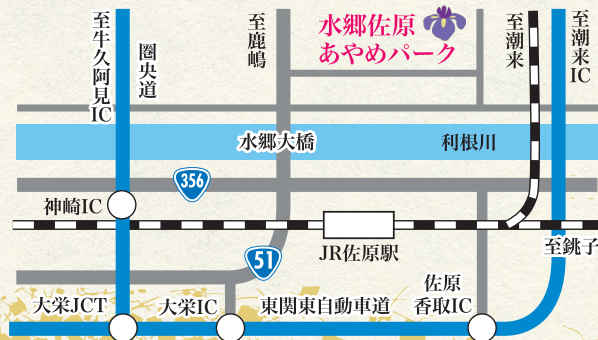 至牛久阿見IC
圏央道
至鹿嶋
水郷佐原
あやめパーク
至潮来
至潮来IC
水郷大橋
利根川
356
神崎IC
JR佐原駅
至銚子
51
佐原
香取IC
大栄JCT
大栄IC
東関東自動車道